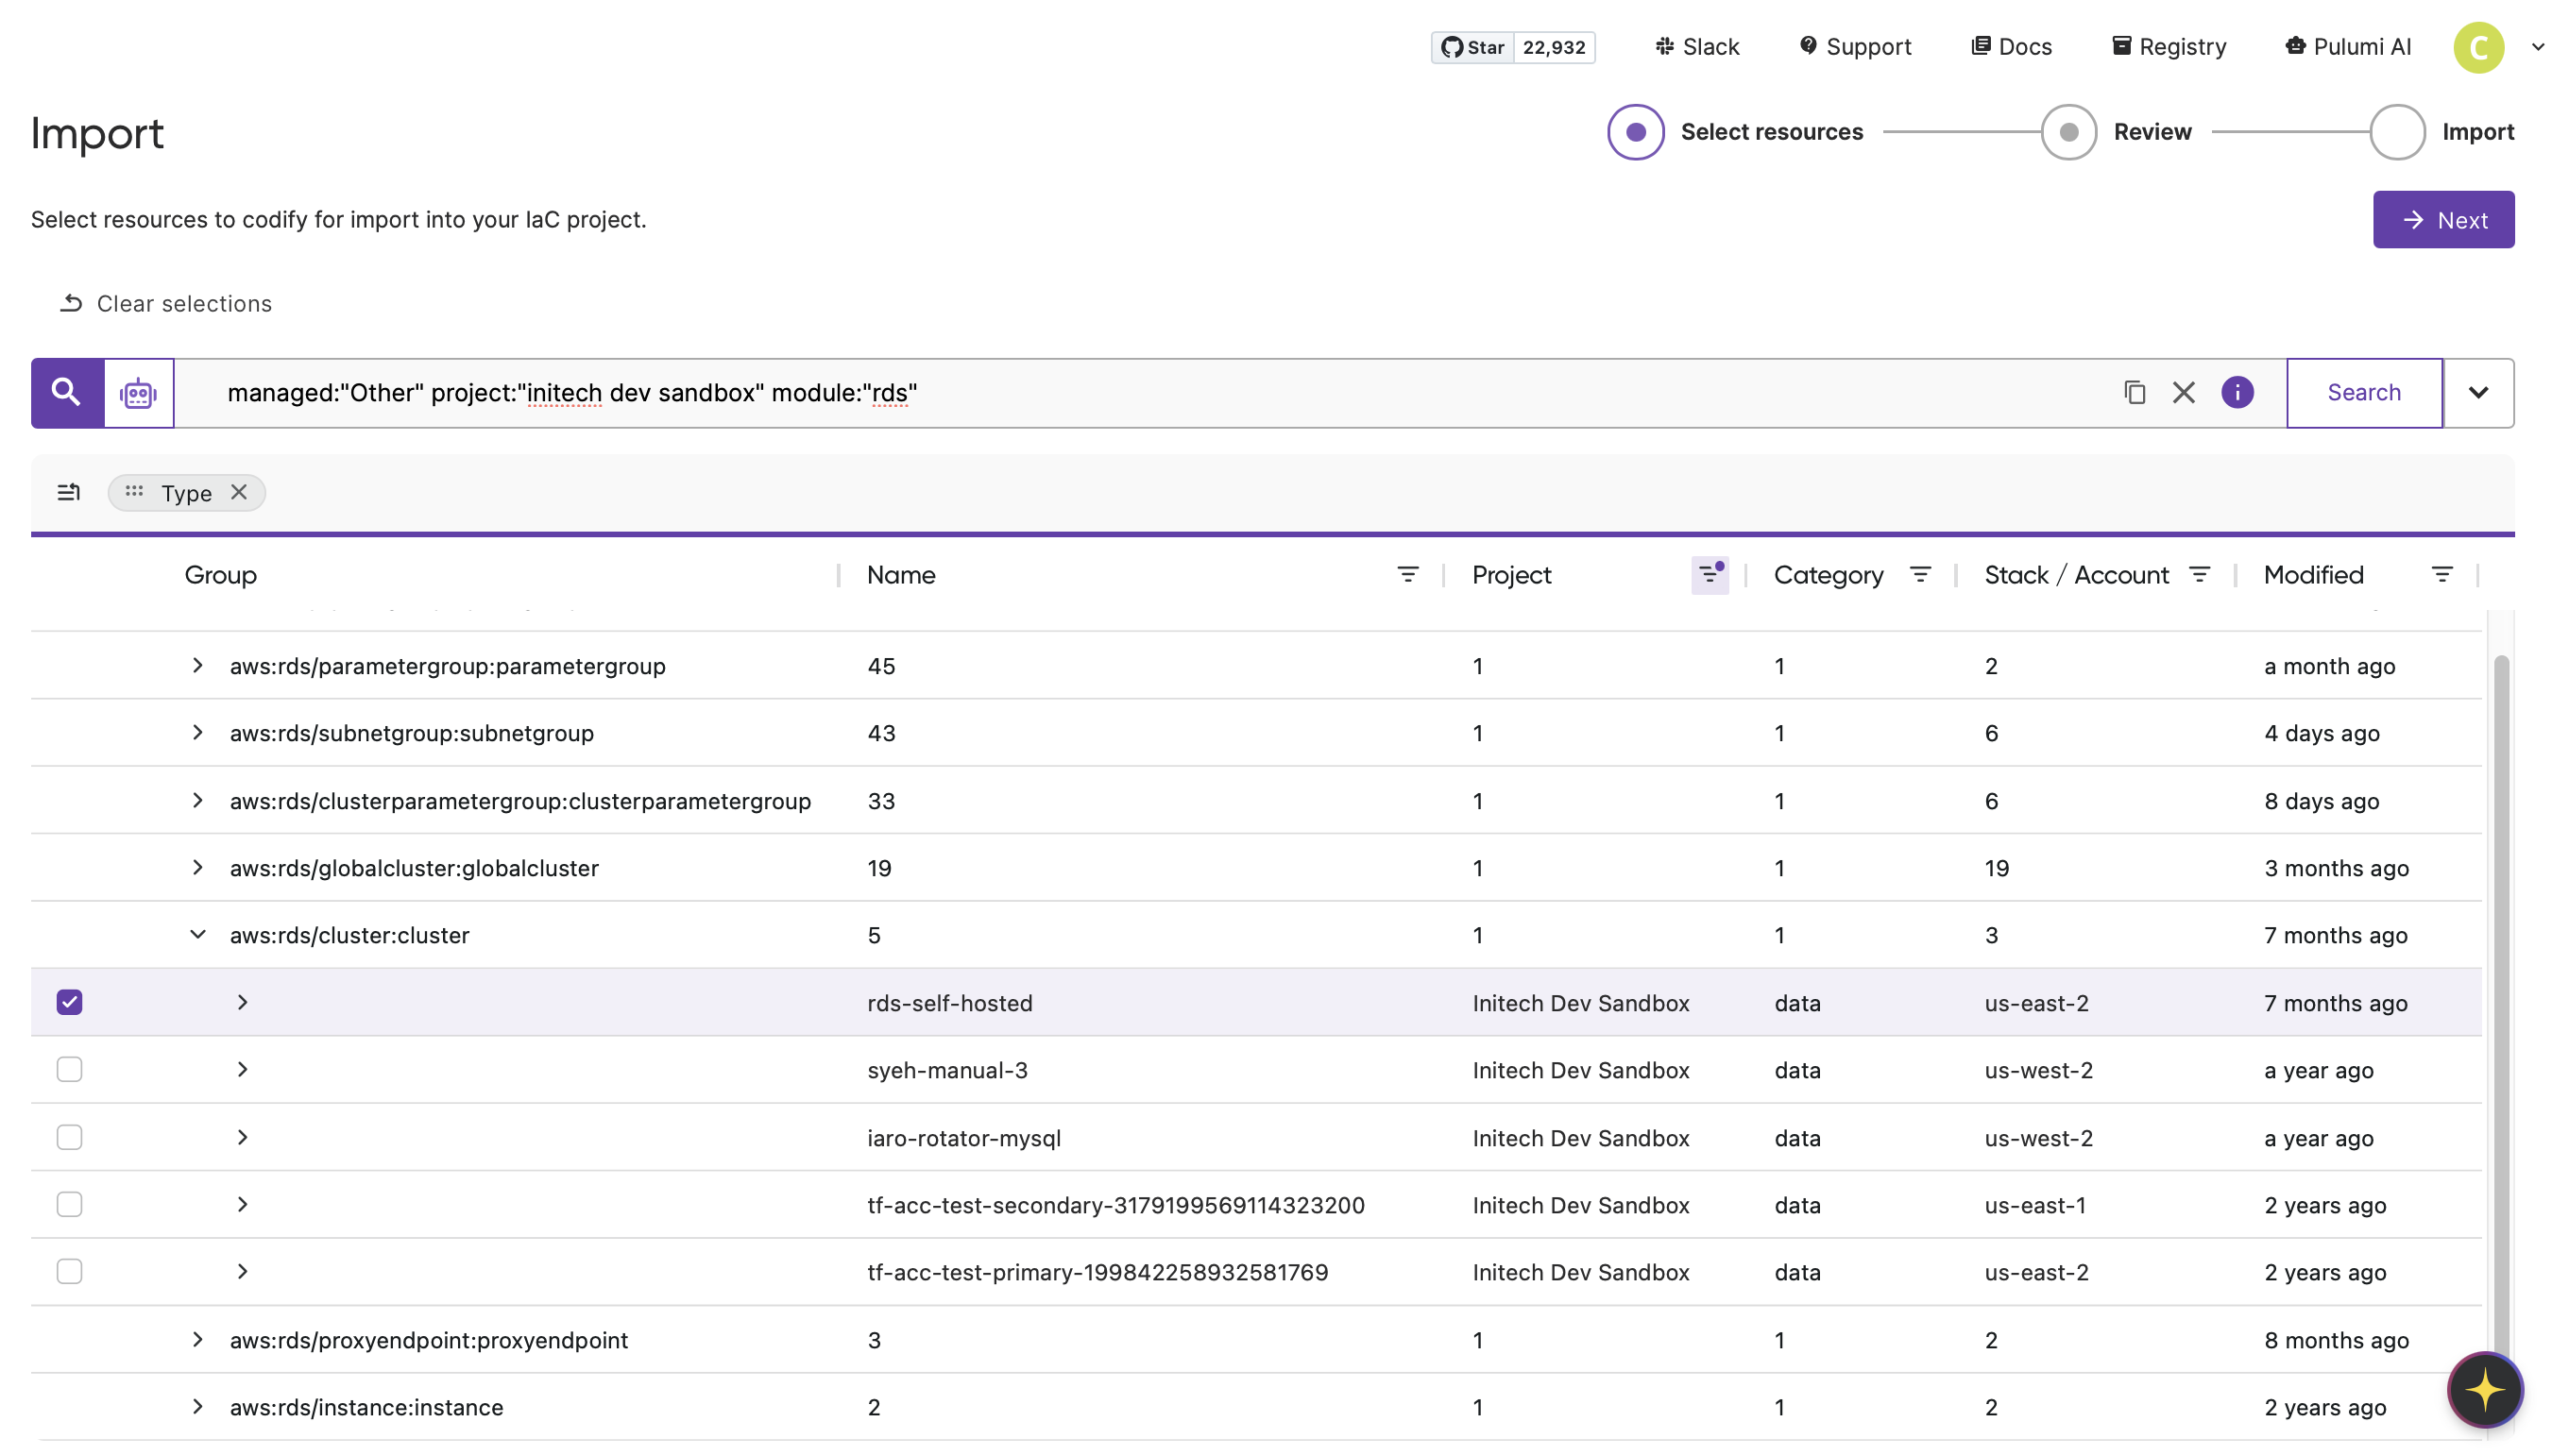 Star 22,932 Slack Support Docs Registry Pulumi AI C
Import
Select resources Review Import
Select resources to codify for import into your IaC project.
Next
Clear selections
managed:"Other" project:"initech dev sandbox" module:"rds"
Search
Type
Group Name Project Category Stack / Account Modified
aws:rds/parametergroup:parametergroup 45 1 1 2 a month ago
aws:rds/subnetgroup:subnetgroup 43 1 1 6 4 days ago
aws:rds/clusterparametergroup:clusterparametergroup 33 1 1 6 8 days ago
aws:rds/globalcluster:globalcluster 19 1 1 19 3 months ago
aws:rds/cluster:cluster 5 1 1 3 7 months ago
rds-self-hosted Initech Dev Sandbox data us-east-2 7 months ago
syeh-manual-3 Initech Dev Sandbox data us-west-2 a year ago
iaro-rotator-mysql Initech Dev Sandbox data us-west-2 a year ago
tf-acc-test-secondary-3179199569114323200 Initech Dev Sandbox data us-east-1 2 years ago
tf-acc-test-primary-199842258932581769 Initech Dev Sandbox data us-east-2 2 years ago
aws:rds/proxyendpoint:proxyendpoint 3 1 1 2 8 months ago
aws:rds/instance:instance 2 1 1 2 2 years ago